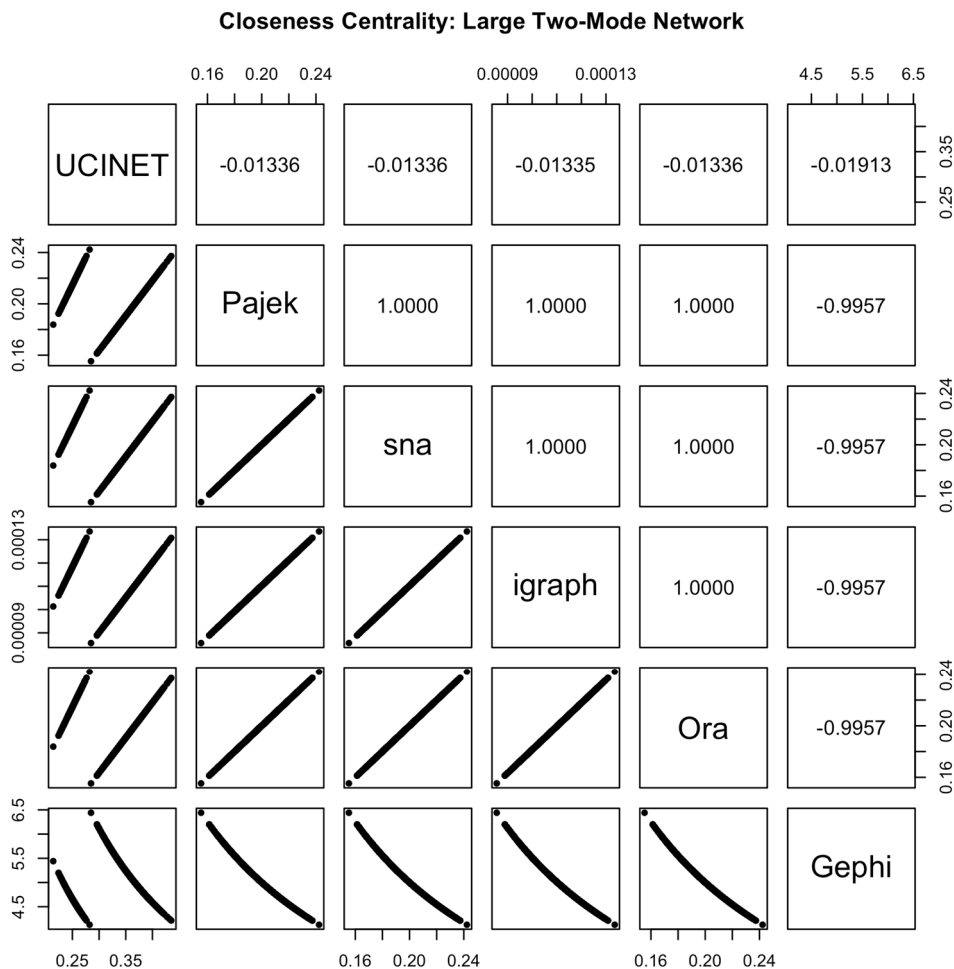 Closeness Centrality: Large Two-Mode Network
0.16 0.20 0.24 0.00009 0.00013 4.5 5.5 6.5
UCINET -0.01336 -0.01336 -0.01335 -0.01336 -0.01913 0.25 0.35
0.16 0.20 0.24 Pajek 1.0000 1.0000 1.0000 -0.9957
sna 1.0000 1.0000 -0.9957 0.16 0.20 0.24
0.00009 0.00013 igraph 1.0000 -0.9957
Ora -0.9957 0.16 0.20 0.24
4.5 5.5 6.5 Gephi
0.25 0.35 0.16 0.20 0.24 0.16 0.20 0.24